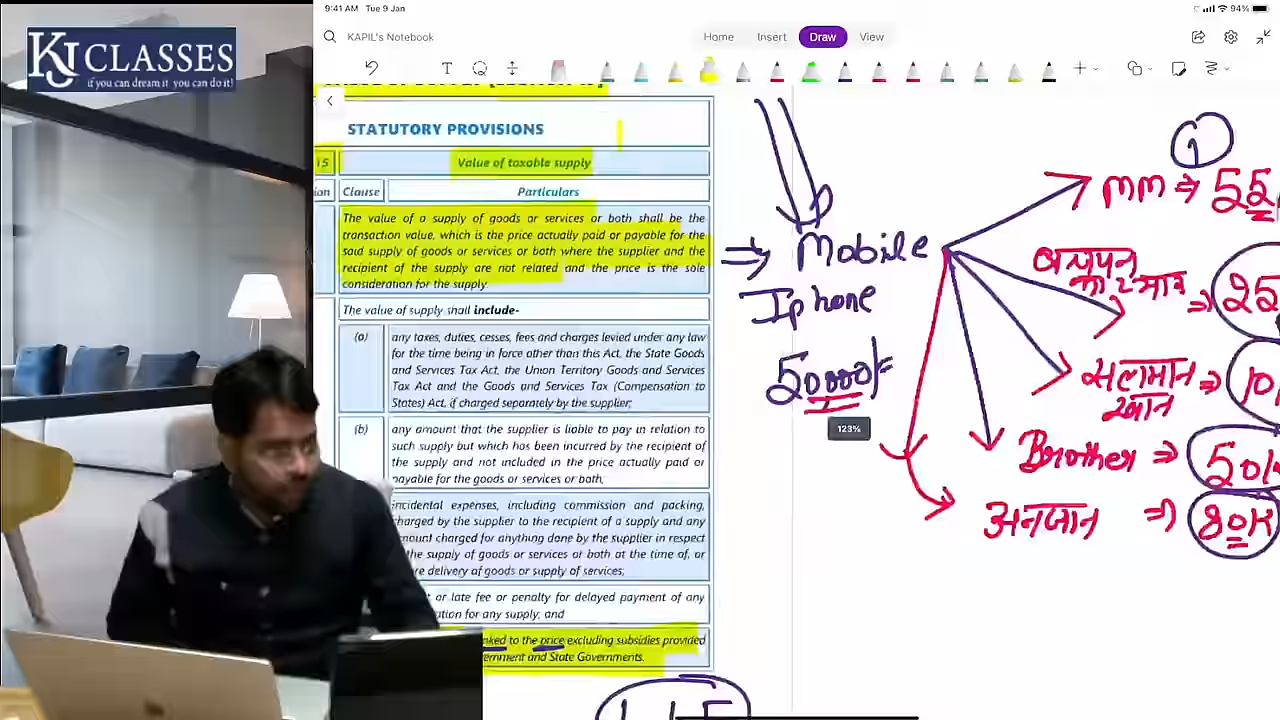 9:41 AM Tue 9 Jan
94%
KAPIL's Notebook
Home
Insert
Draw
View
KJ CLASSES
if you can dream it you can do it!
STATUTORY PROVISIONS
15
Value of taxable supply
Clause
Particulars
The value of a supply of goods or services or both shall be the
transaction value, which is the price actually paid or payable for the
said supply of goods or services or both where the supplier and the
recipient of the supply are not related and the price is the sole
consideration for the supply.
The value of supply shall include-
(a)
any taxes, duties, cesses, fees and charges levied under any law
for the time being in force other than this Act, the State Goods
and Services Tax Act, the Union Territory Goods and Services
Tax Act and the Goods and Services Tax (Compensation to
States) Act, if charged separately by the supplier;
(b)
any amount that the supplier is liable to pay in relation to
such supply but which has been incurred by the recipient of
the supply and not included in the price actually paid or
payable for the goods or services or both;
incidental expenses, including commission and packing,
charged by the supplier to the recipient of a supply and any
amount charged for anything done by the supplier in respect
the supply of goods or services or both at the time of, or
delivery of goods or supply of services;
or late fee or penalty for delayed payment of any
for any supply; and
to the price excluding subsidies provided
and State Governments.
⇒ Mobile
Iphone
50000/-
123%
1
mm ⇒ 55
बचपन
का प्यार ⇒ 25
सलमान ⇒ 10
खान
Brother ⇒ 50
अनजान ⇒ 80K